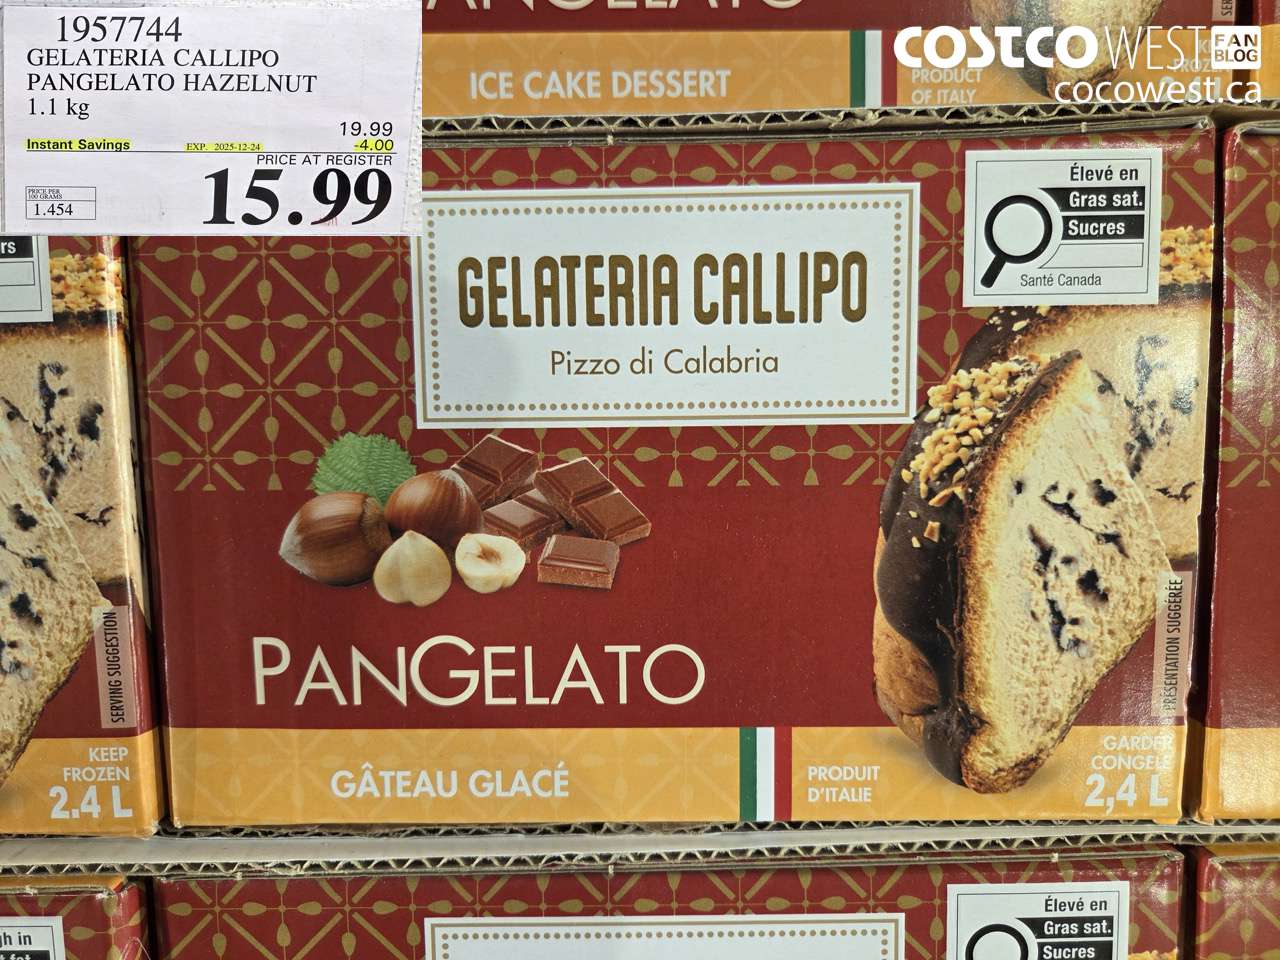 1957744
GELATERIA CALLIPO
PANGELATO HAZELNUT
1.1 kg
19.99
Instant Savings EXP. 2025-12-24 -4.00
PRICE AT REGISTER
15.99
PRICE PER
100 GRAMS
1.454
ICE CAKE DESSERT
PRODUCT
OF ITALY
COSTCO WEST FAN
BLOG
cocowest.ca
rs
Élevé en
Gras sat.
Sucres
Santé Canada
GELATERIA CALLIPO
Pizzo di Calabria
SERVING SUGGESTION
PRÉSENTATION SUGGÉRÉE
PANGELATO
KEEP
FROZEN
2.4 L
GÂTEAU GLACÉ
PRODUIT
D'ITALIE
GARDER
CONGELÉ
2,4 L
gh in
Élevé en
Gras sat.
Sucres